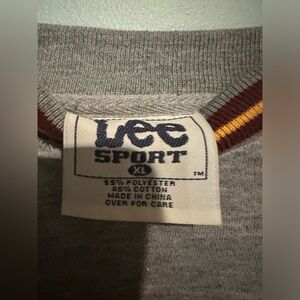 Lee
SPORT
XL
TM
55% POLYESTER
45% COTTON
MADE IN CHINA
OVER FOR CARE